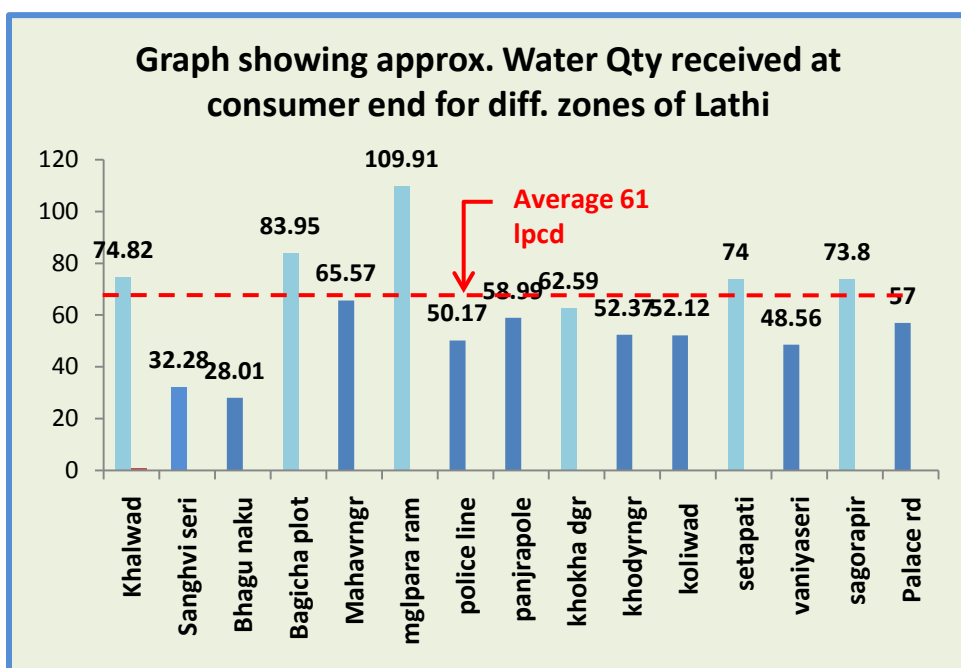 Graph showing approx. Water Qty received at
consumer end for diff. zones of Lathi
120
100
80
60
40
20
0
74.82
32.28
28.01
83.95
65.57
109.91
50.17
58.99
62.59
52.37
52.12
74
48.56
73.8
57
Average 61
lpcd
Khalwad
Sanghvi seri
Bhagu naku
Bagicha plot
Mahavrngr
mglpara ram
police line
panjrapole
khokha dgr
khodyrngr
koliwad
setapati
vaniyaseri
sagorapir
Palace rd